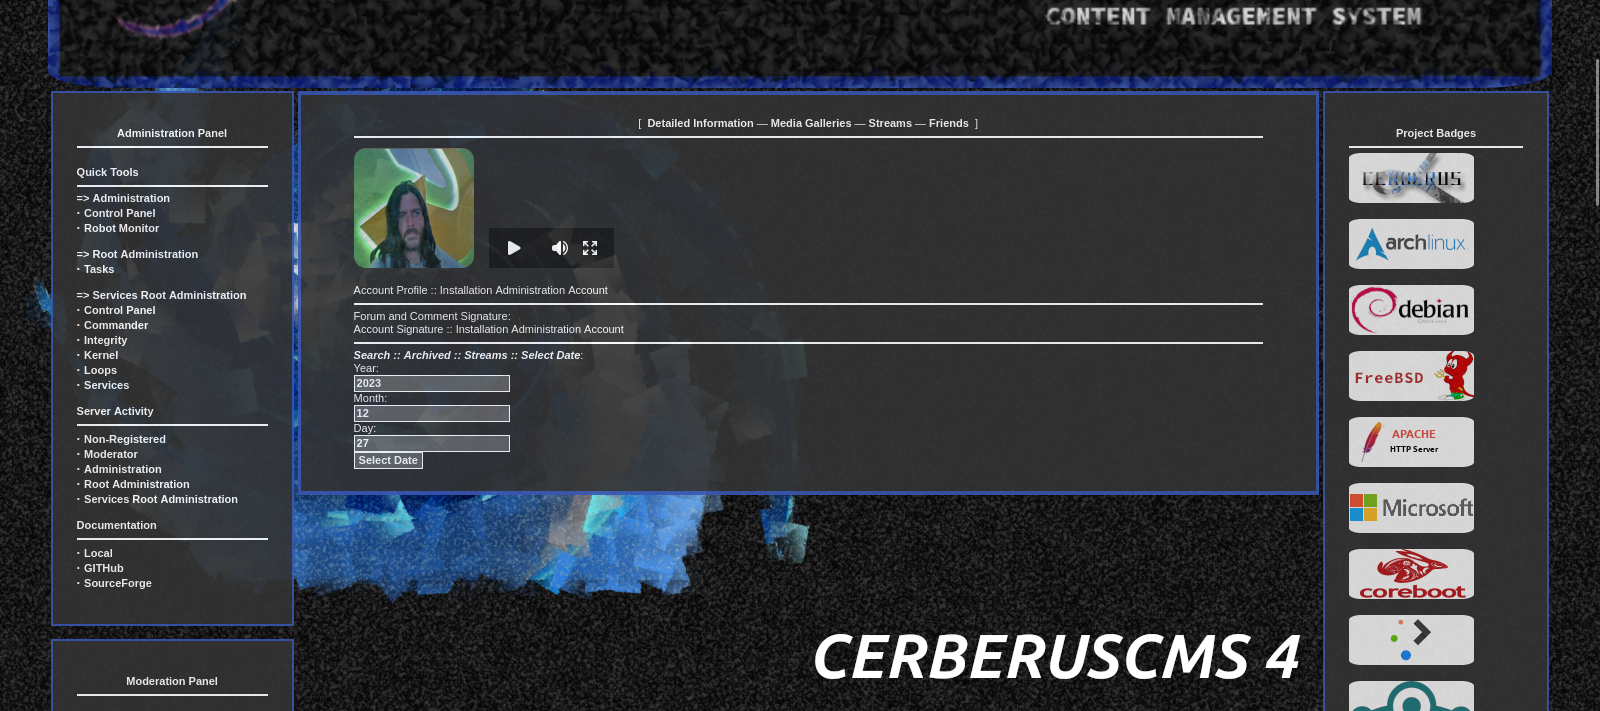 CONTENT MANAGEMENT SYSTEM
Administration Panel
Quick Tools
=> Administration
· Control Panel
· Robot Monitor
=> Root Administration
· Tasks
=> Services Root Administration
· Control Panel
· Commander
· Integrity
· Kernel
· Loops
· Services
Server Activity
· Non-Registered
· Moderator
· Administration
· Root Administration
· Services Root Administration
Documentation
· Local
· GITHub
· SourceForge
Moderation Panel
[ Detailed Information — Media Galleries — Streams — Friends ]
Account Profile :: Installation Administration Account
Forum and Comment Signature:
Account Signature :: Installation Administration Account
Search :: Archived :: Streams :: Select Date:
Year:
2023
Month:
12
Day:
27
Select Date
CERBERUSCMS 4
Project Badges
CERBERUS
archlinux
debian
FreeBSD
APACHE
HTTP Server
Microsoft
coreboot